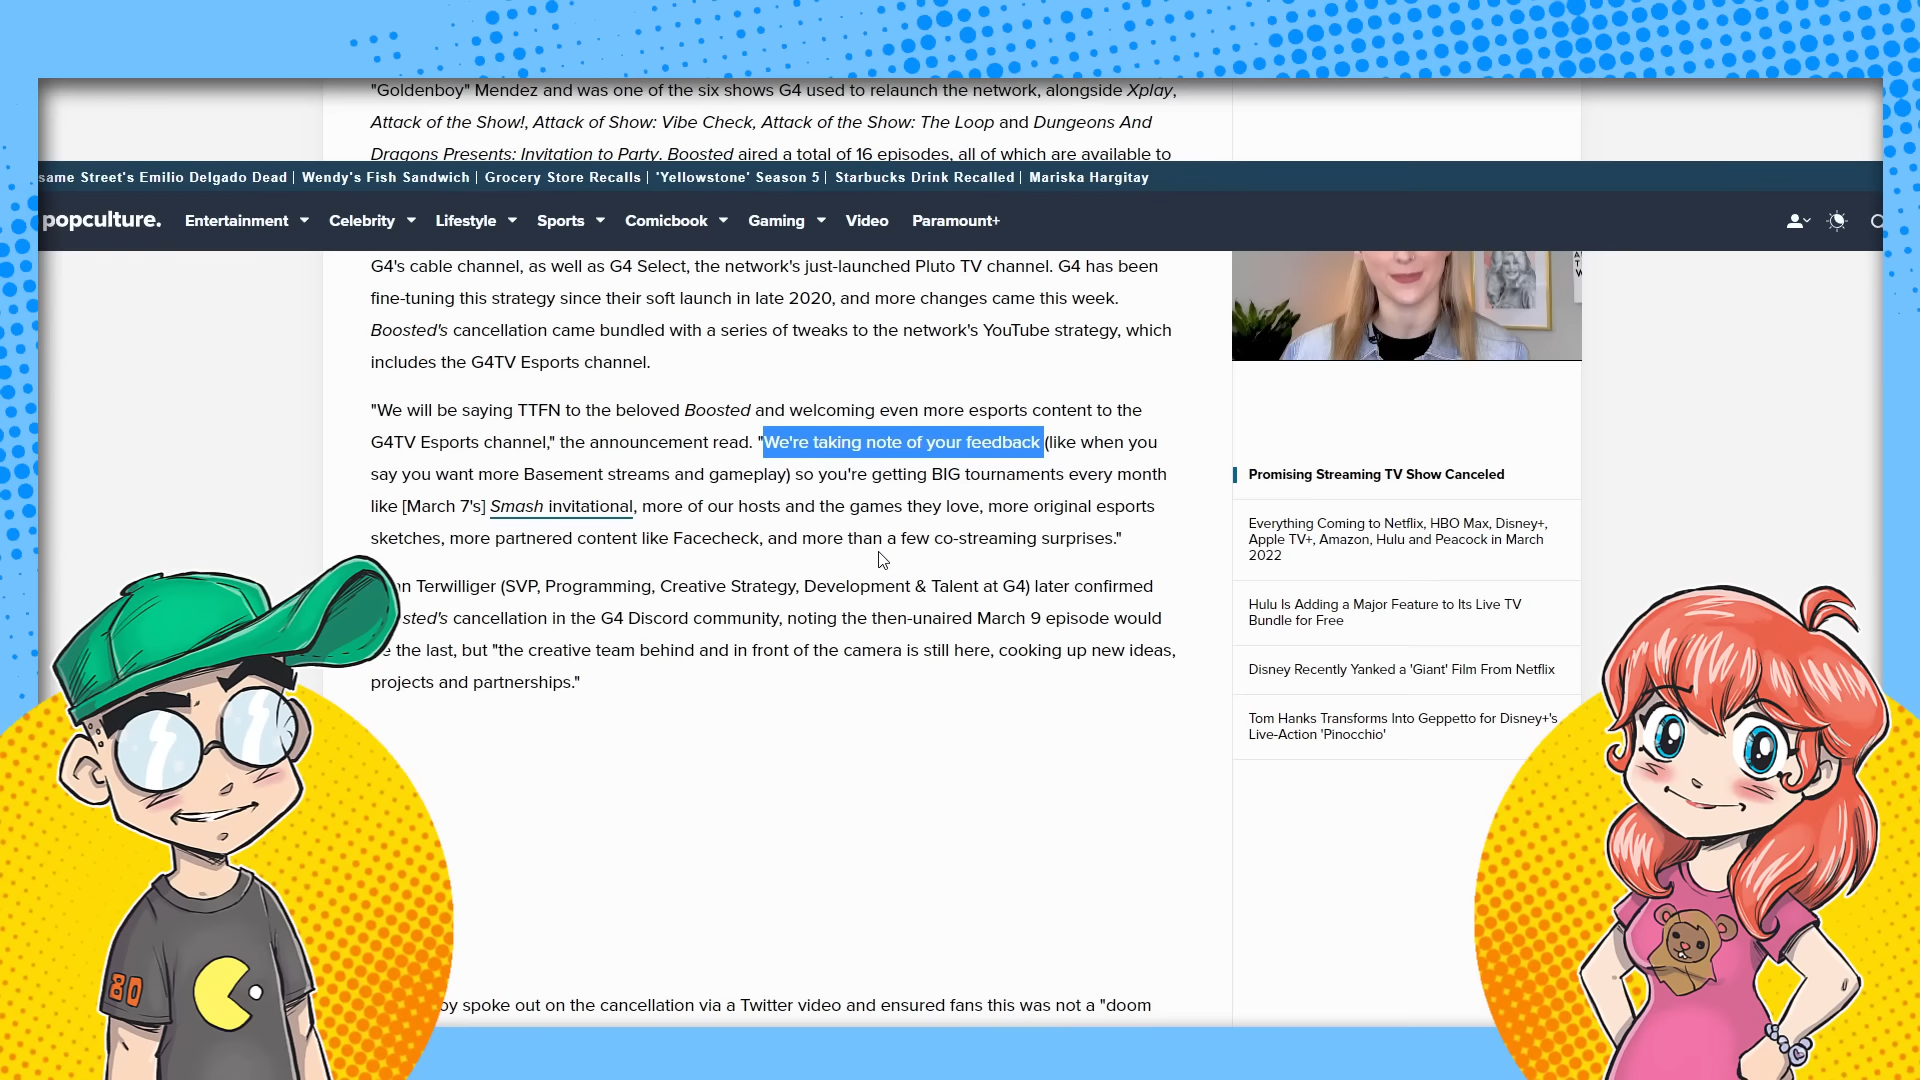 "Goldenboy" Mendez and was one of the six shows G4 used to relaunch the network, alongside Xplay,
Attack of the Show!, Attack of Show: Vibe Check, Attack of the Show: The Loop and Dungeons And
Dragons Presents: Invitation to Party. Boosted aired a total of 16 episodes, all of which are available to
same Street's Emilio Delgado Dead | Wendy's Fish Sandwich | Grocery Store Recalls | 'Yellowstone' Season 5 | Starbucks Drink Recalled | Mariska Hargitay
popculture. Entertainment Celebrity Lifestyle Sports Comicbook Gaming Video Paramount+
G4's cable channel, as well as G4 Select, the network's just-launched Pluto TV channel. G4 has been
fine-tuning this strategy since their soft launch in late 2020, and more changes came this week.
Boosted's cancellation came bundled with a series of tweaks to the network's YouTube strategy, which
includes the G4TV Esports channel.
"We will be saying TTFN to the beloved Boosted and welcoming even more esports content to the
G4TV Esports channel," the announcement read. "We're taking note of your feedback (like when you
say you want more Basement streams and gameplay) so you're getting BIG tournaments every month
like [March 7's] Smash invitational, more of our hosts and the games they love, more original esports
sketches, more partnered content like Facecheck, and more than a few co-streaming surprises."
Terwilliger (SVP, Programming, Creative Strategy, Development & Talent at G4) later confirmed
cancellation in the G4 Discord community, noting the then-unaired March 9 episode would
the last, but "the creative team behind and in front of the camera is still here, cooking up new ideas,
projects and partnerships."
spoke out on the cancellation via a Twitter video and ensured fans this was not a "doom
Promising Streaming TV Show Canceled
Everything Coming to Netflix, HBO Max, Disney+,
Apple TV+, Amazon, Hulu and Peacock in March
2022
Hulu Is Adding a Major Feature to Its Live TV
Bundle for Free
Disney Recently Yanked a 'Giant' Film From Netflix
Tom Hanks Transforms Into Geppetto for Disney+'s
Live-Action 'Pinocchio'
80